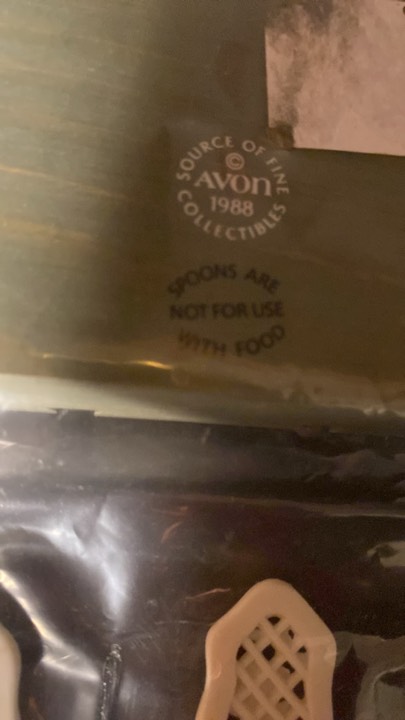 SOURCE OF FINE
©
AVON
1988
COLLECTIBLES
SPOONS ARE
NOT FOR USE
WITH FOOD